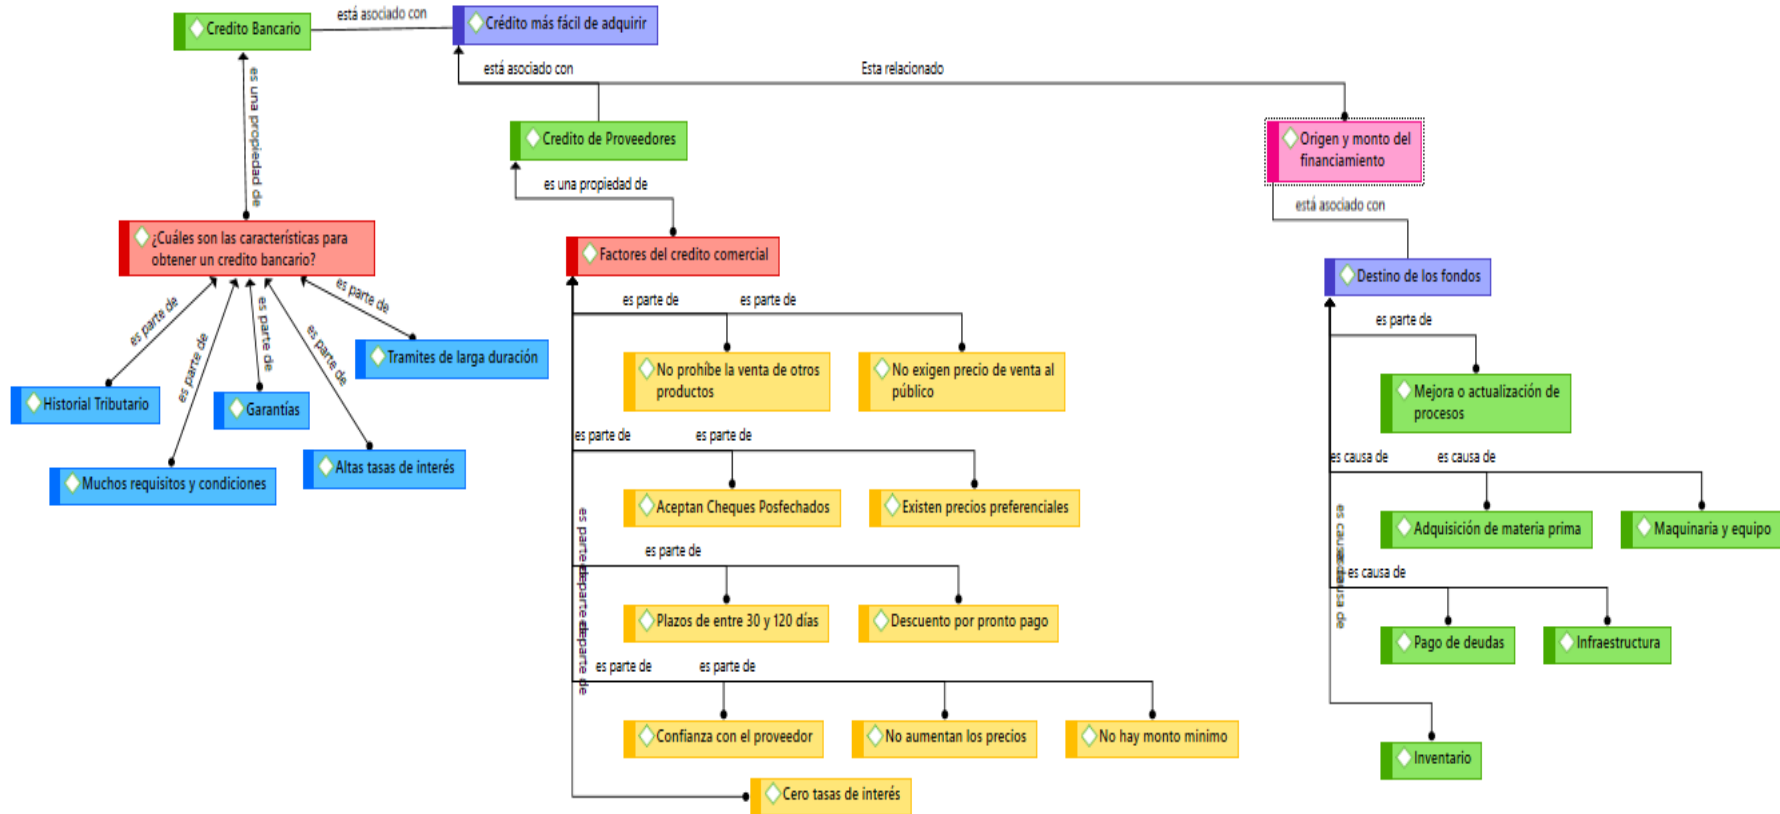 Credito Bancario
está asociado con
Crédito más fácil de adquirir
está asociado con
Esta relacionado
es una propiedad de
Credito de Proveedores
Origen y monto del
financiamiento
es una propiedad de
está asociado con
¿Cuáles son las características para
obtener un credito bancario?
Factores del credito comercial
Destino de los fondos
es parte de
es parte de
es parte de
es parte de
es parte de
Tramites de larga duración
Historial Tributario
Garantías
Muchos requisitos y condiciones
Altas tasas de interés
es parte de
es parte de
No prohíbe la venta de otros
productos
No exigen precio de venta al
público
es parte de
es parte de
Aceptan Cheques Posfechados
Existen precios preferenciales
es parte de
Plazos de entre 30 y 120 días
Descuento por pronto pago
es parte de
es parte de
es parte de
Confianza con el proveedor
No aumentan los precios
No hay monto minimo
Cero tasas de interés
es parte de
Mejora o actualización de
procesos
es causa de
es causa de
Adquisición de materia prima
Maquinaria y equipo
es causa de
Pago de deudas
Infraestructura
Inventario